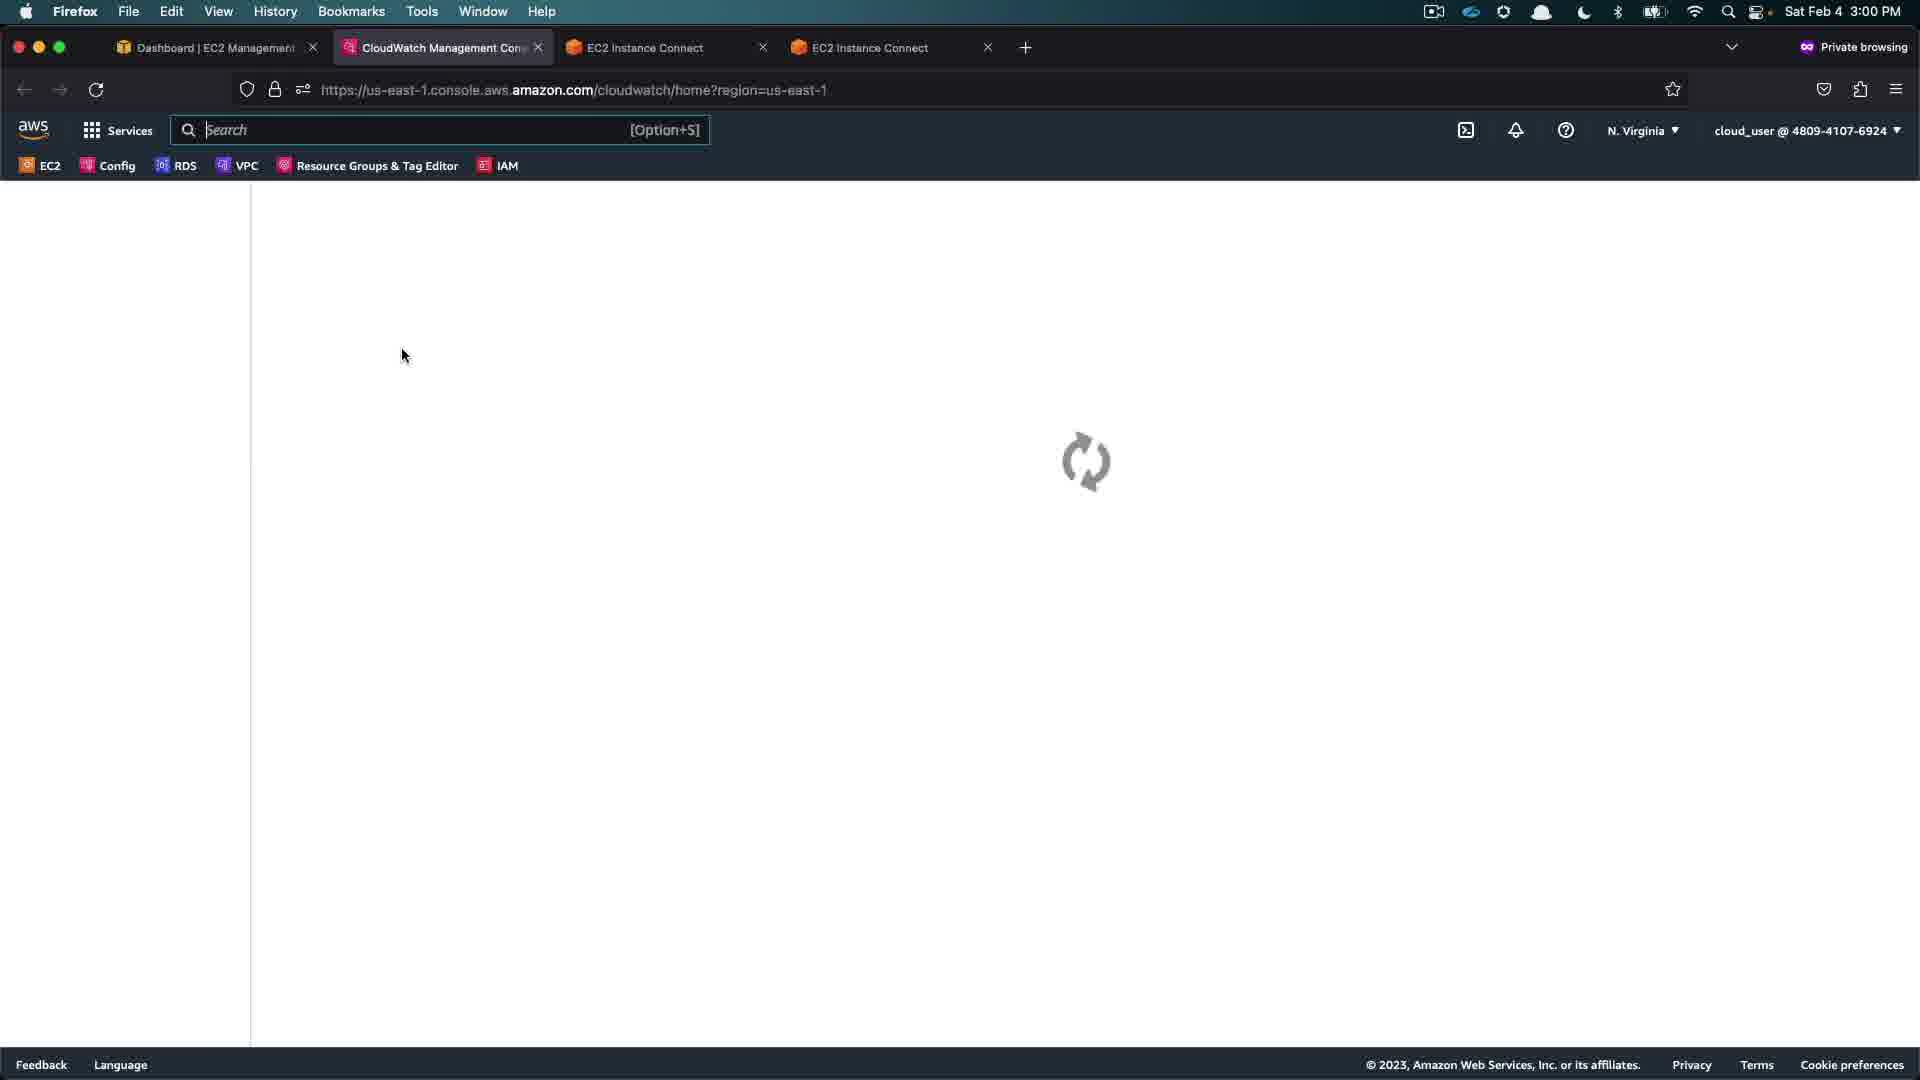 Firefox File Edit View History Bookmarks Tools Window Help Sat Feb 4 3:00 PM
Dashboard | EC2 Management CloudWatch Management Con EC2 Instance Connect EC2 Instance Connect Private browsing
https://us-east-1.console.aws.amazon.com/cloudwatch/home?region=us-east-1
aws Services Search [Option+S] N. Virginia cloud_user @ 4809-4107-6924
EC2 Config RDS VPC Resource Groups & Tag Editor IAM
Feedback Language © 2023, Amazon Web Services, Inc. or its affiliates. Privacy Terms Cookie preferences